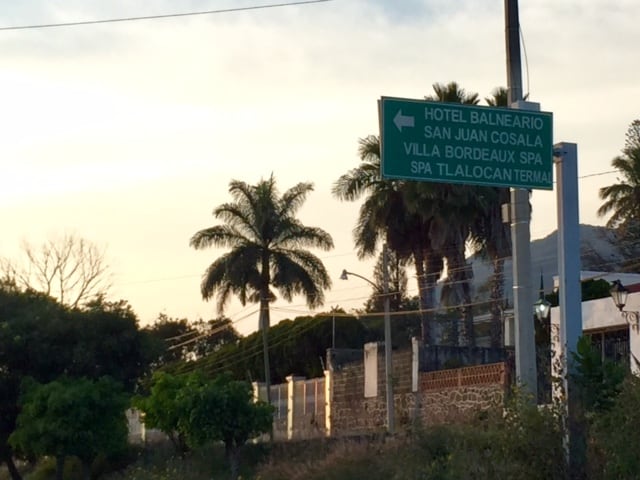 HOTEL BALNEARIO
SAN JUAN COSALA
VILLA BORDEAUX SPA
SPA TLALOCAN TERMAL